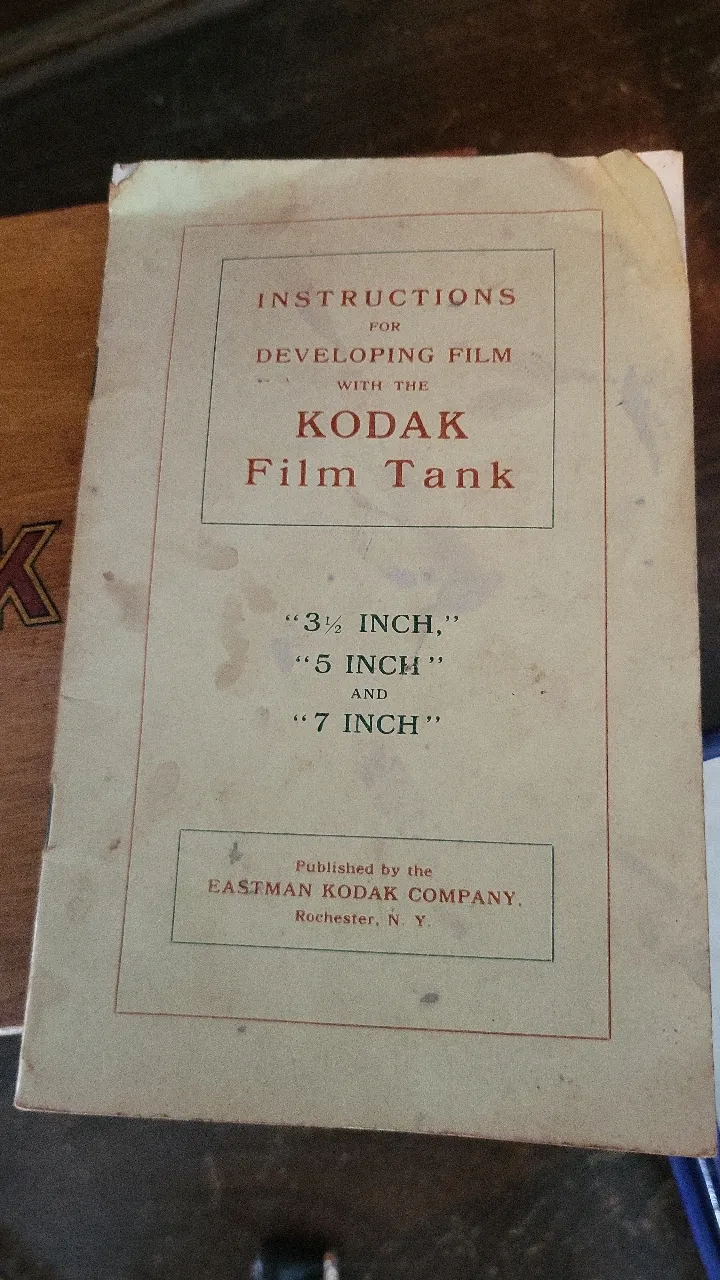 INSTRUCTIONS
FOR
DEVELOPING FILM
WITH THE
KODAK
Film Tank
“3½ INCH,”
“5 INCH”
AND
“7 INCH”
Published by the
EASTMAN KODAK COMPANY,
Rochester, N. Y.
K